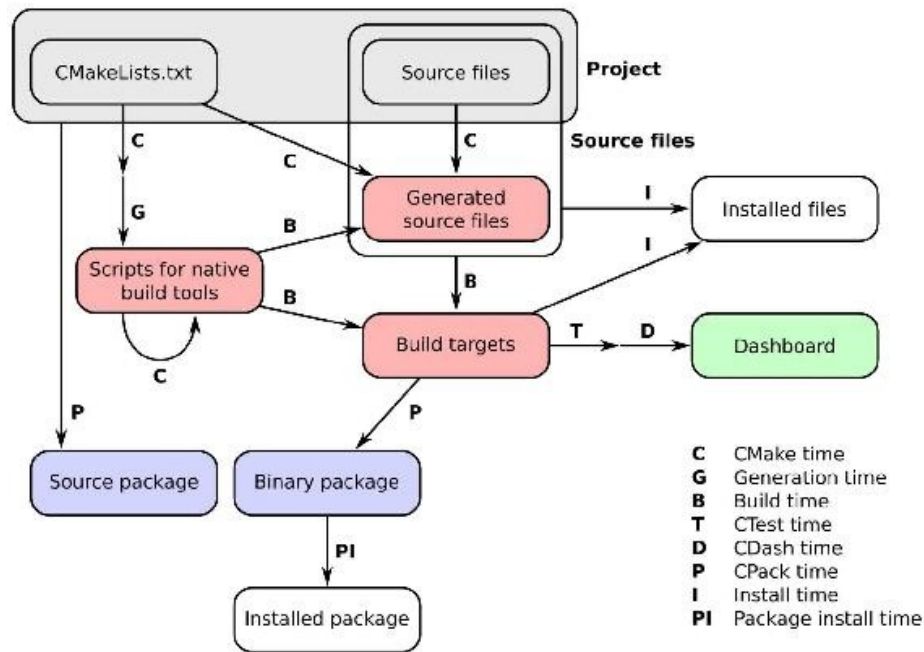 CMakeLists.txt
Source files
Project
C
C
C
Source files
G
B
Generated
source files
I
Installed files
I
Scripts for native
build tools
B
B
C
Build targets
T
D
Dashboard
P
P
Source package
Binary package
PI
Installed package
C CMake time
G Generation time
B Build time
T CTest time
D CDash time
P CPack time
I Install time
PI Package install time